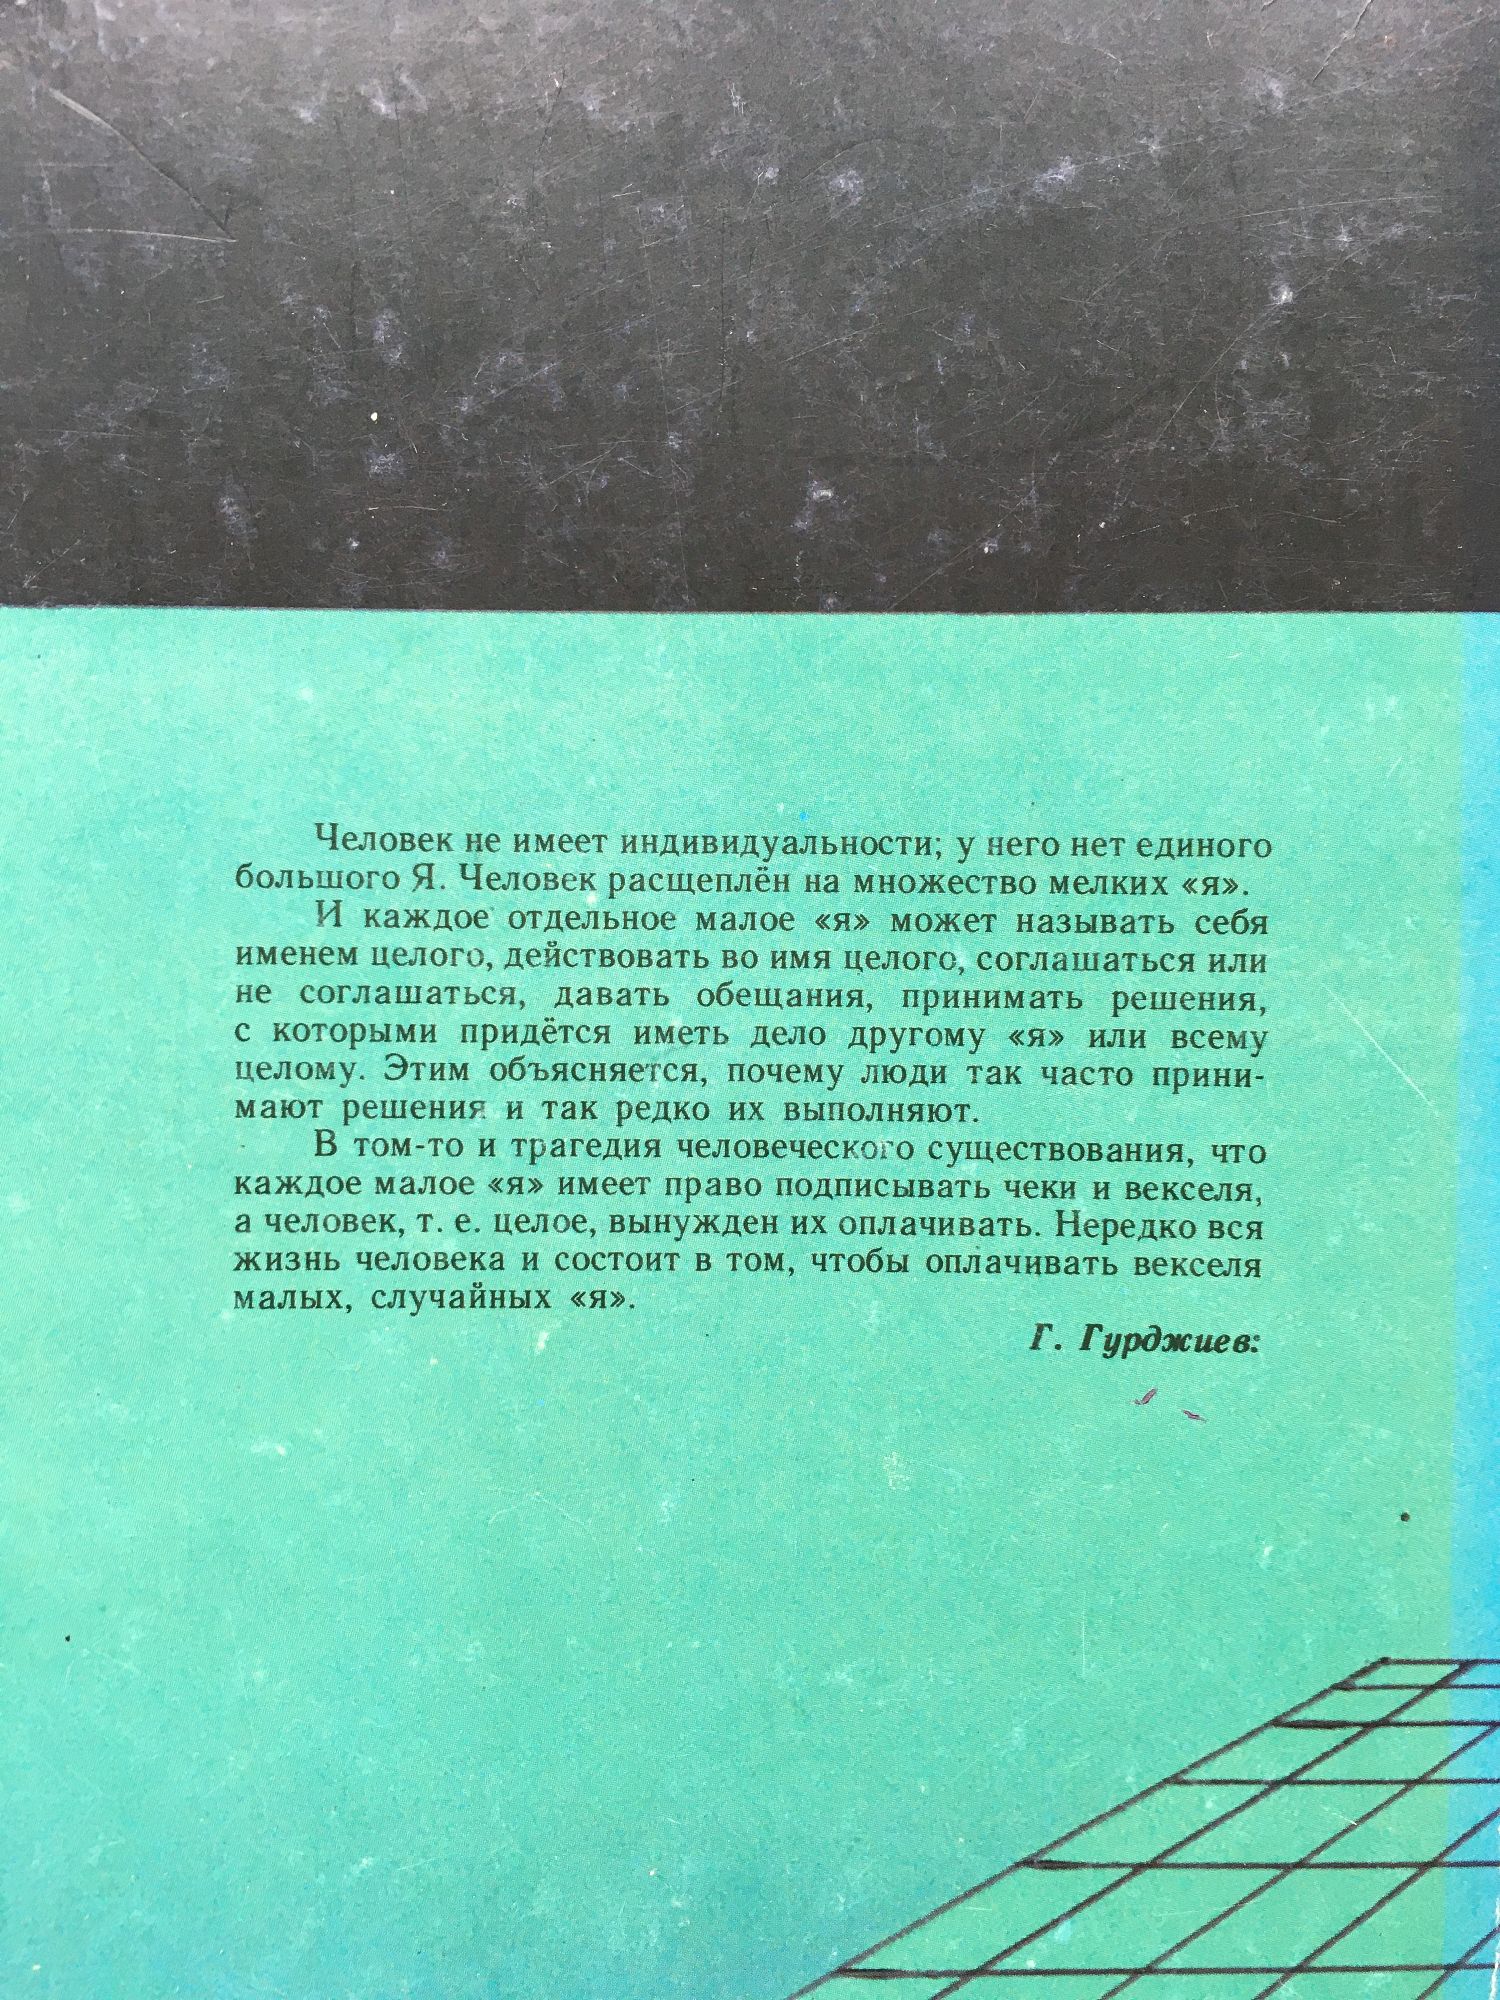 Человек не имеет индивидуальности; у него нет единого
большого Я. Человек расщеплён на множество мелких «я».
И каждое отдельное малое «я» может называть себя
именем целого, действовать во имя целого, соглашаться или
не соглашаться, давать обещания, принимать решения,
с которыми придётся иметь дело другому «я» или всему
целому. Этим объясняется, почему люди так часто прини-
мают решения и так редко их выполняют.
В том-то и трагедия человеческого существования, что
каждое малое «я» имеет право подписывать чеки и векселя,
а человек, т. е. целое, вынужден их оплачивать. Нередко вся
жизнь человека и состоит в том, чтобы оплачивать векселя
малых, случайных «я».
Г. Гурджиев: